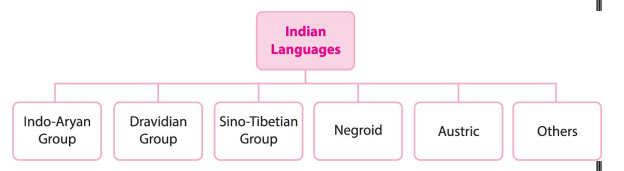 Indian
Languages
Indo-Aryan
Group
Dravidian
Group
Sino-Tibetian
Group
Negroid
Austric
Others